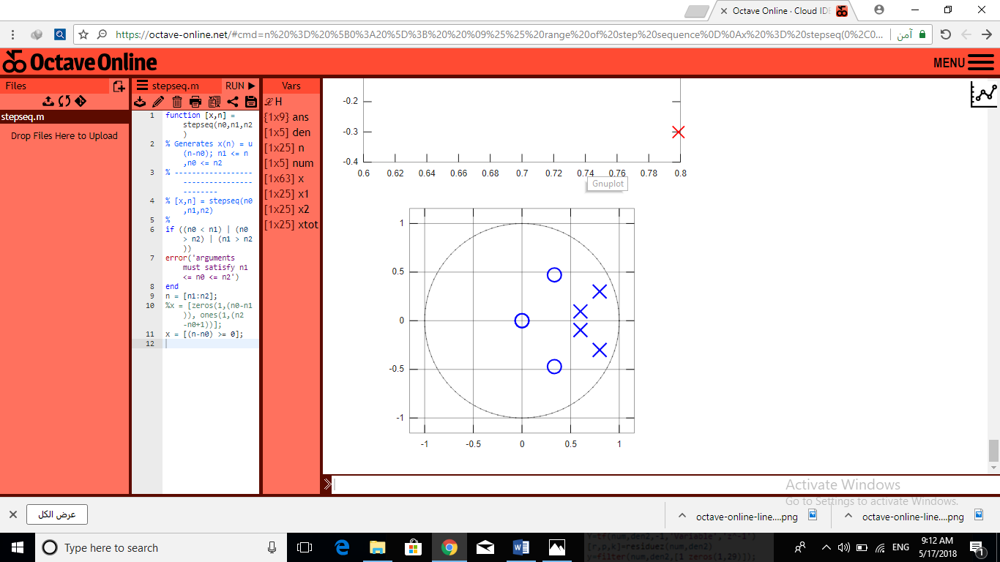 Octave Online · Cloud IDE
https://octave-online.net/#cmd=n%20%3D%20%5B0%3A20%5D%3B%20%20%09%25%25%20range%20of%20step%20sequence%0D%0Ax%20%3D%20stepseq(0%2C0...
آمن
Octave Online
MENU
Files
stepseq.m
Drop Files Here to Upload
stepseq.m
RUN
1 function [x,n] =
stepseq(n0,n1,n2
)
2 % Generates x(n) = u
(n-n0); n1 <= n
,n0 <= n2
3 % ------------------
------------------
--------
4 % [x,n] = stepseq(n0
,n1,n2)
5 %
6 if ((n0 < n1) | (n0
> n2) | (n1 > n2
))
7 error('arguments
must satisfy n1
<= n0 <= n2')
8 end
9 n = [n1:n2];
10 %x = [zeros(1,(n0-n1
)), ones(1,(n2
-n0+1))];
11 x = [(n-n0) >= 0];
12
Vars
ℒ H
{1x9} ans
[1x5] den
[1x25] n
[1x5] num
[1x63] x
[1x25] x1
[1x25] x2
[1x25] xtot
-0.2
-0.3
-0.4
0.6 0.62 0.64 0.66 0.68 0.7 0.72 0.74 0.76 0.78 0.8
Gnuplot
1
0.5
0
-0.5
-1
-1 -0.5 0 0.5 1
Activate Windows
Go to Settings to activate Windows.
عرض الكل
octave-online-line....png
octave-online-line....png
Type here to search
Y=tf(num,den2,-1,'Variable','z^-1')
[r,p,k]=residuez(num,den2)
y=filter(num,den2,[1 zeros(1,29)]);
ENG
9:12 AM
5/17/2018
1